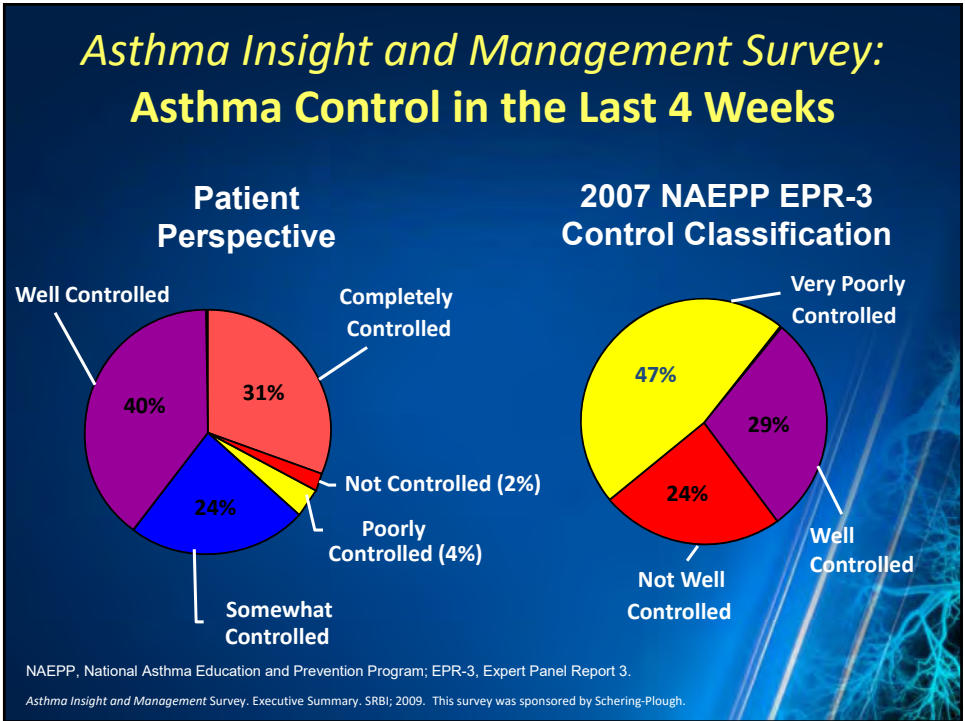 Asthma Insight and Management Survey:
Asthma Control in the Last 4 Weeks
Patient
Perspective
Well Controlled
Completely
Controlled
40%
31%
Not Controlled (2%)
24%
Poorly
Controlled (4%)
Somewhat
Controlled
2007 NAEPP EPR-3
Control Classification
Very Poorly
Controlled
47%
29%
24%
Well
Controlled
Not Well
Controlled
NAEPP, National Asthma Education and Prevention Program; EPR-3, Expert Panel Report 3.
Asthma Insight and Management Survey. Executive Summary. SRBI; 2009.  This survey was sponsored by Schering-Plough.